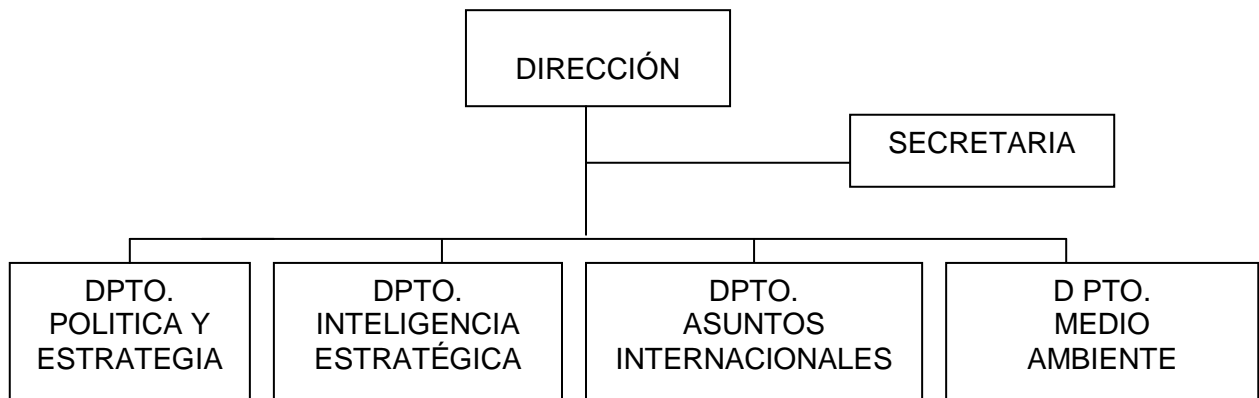 DIRECCIÓN
SECRETARIA
DPTO.
POLITICA Y
ESTRATEGIA
DPTO.
INTELIGENCIA
ESTRATÉGICA
DPTO.
ASUNTOS
INTERNACIONALES
D PTO.
MEDIO
AMBIENTE